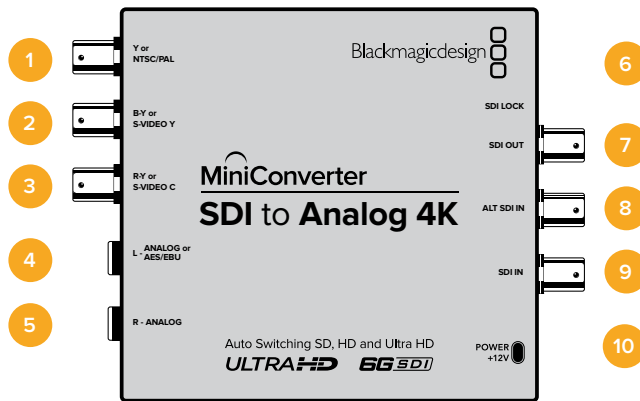 1
Y or
NTSC/PAL
2
B-Y or
S-VIDEO Y
3
R-Y or
S-VIDEO C
4
L - ANALOG or
AES/EBU
5
R - ANALOG
Blackmagicdesign
MiniConverter
SDI to Analog 4K
Auto Switching SD, HD and Ultra HD
ULTRAHD 6G SDI
SDI LOCK
6
SDI OUT
7
ALT SDI IN
8
SDI IN
9
POWER
+12V
10